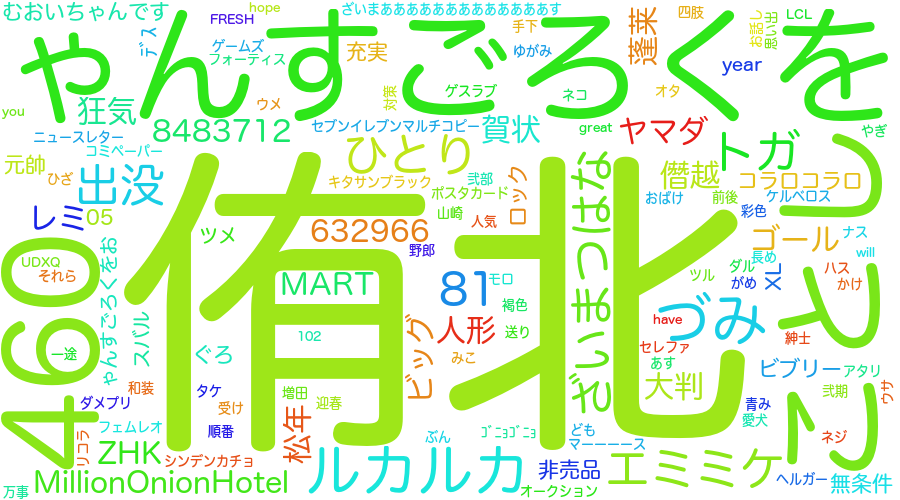 むおいちゃんです
FRESH
hope
ざいまああああああああああああああす
手下
四肢
お話し
思い出
LCL
ゃんすごろくを
デス
ゲームズ
フォーティス
充実
ゆがみ
蓬莱
year
you
狂気
8483712
ウメ
対策
ゲスラブ
ネコ
オタ
ニュースレター
セブンイレブンマルチコピー
賀状
great
ヤマダ
やぎ
コミペーパー
元帥
ひざ
出没
ひとり
トガ
キタサンブラック
弐部
ロック
僭越
コラロコラロ
ポスタカード
おばけ
前後
ケルベロス
レミ
05
侑北
山崎
人気
彩色
ツメ
632966
野郎
ゴール
ナス
460
UDXQ
それら
ゃんすごろくをお
MART
81
モロ
褐色
ざいまつはな
ツル
ダル
がめ
長め
XL
ハス
かけ
will
スバル
102
人形
送り
have
づみ
紳士
一途
ぐろ
ビッグ
みこ
セレファ
あす
ビブリー
アタリ
和装
タケ
増田
迎春
大判
弐期
ウサ
ダメプリ
受け
青み
愛犬
フェムレオ
順番
松年
ぶん
ゴニョゴニョ
ども
マーーーース
ネジ
リコラ
ZHK
シンデンカチョ
ルカルカ
非売品
エミミケ
ヘルガー
無条件
万事
MillionOnionHotel
オークション